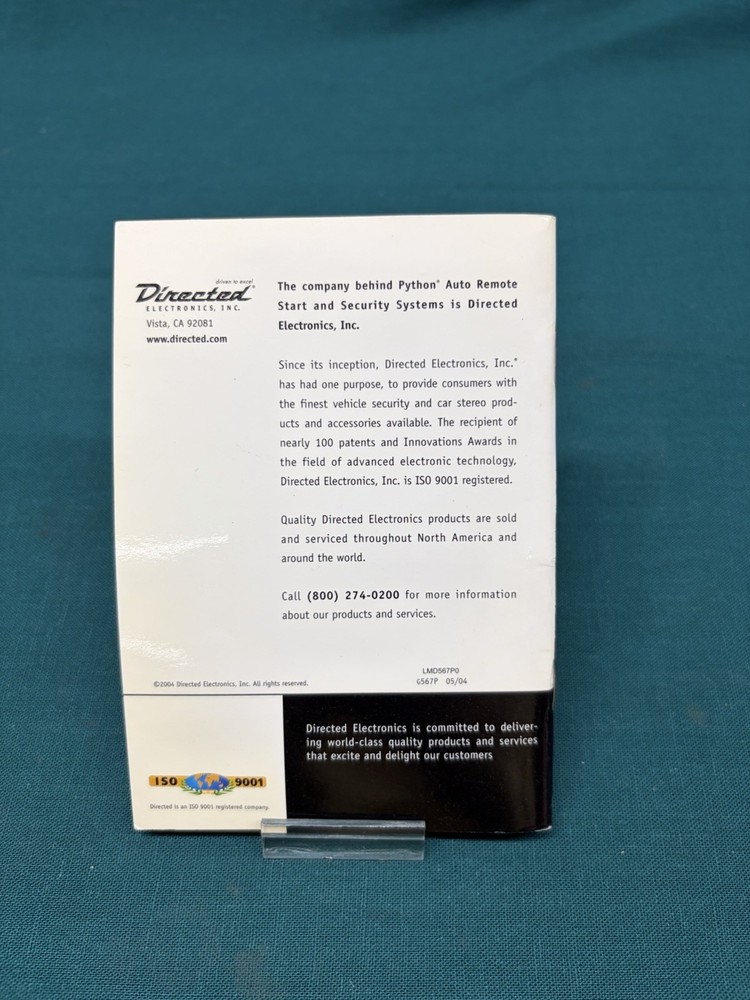 driven to excel
Directed®
ELECTRONICS, INC.
Vista, CA 92081
www.directed.com
The company behind Python® Auto Remote
Start and Security Systems is Directed
Electronics, Inc.
Since its inception, Directed Electronics, Inc.®
has had one purpose, to provide consumers with
the finest vehicle security and car stereo prod-
ucts and accessories available. The recipient of
nearly 100 patents and Innovations Awards in
the field of advanced electronic technology,
Directed Electronics, Inc. is ISO 9001 registered.
Quality Directed Electronics products are sold
and serviced throughout North America and
around the world.
Call (800) 274-0200 for more information
about our products and services.
©2004 Directed Electronics, Inc. All rights reserved.
LMD567P0
G567P 05/04
Directed Electronics is committed to deliver-
ing world-class quality products and services
that excite and delight our customers
ISO 9001
Directed is an ISO 9001 registered company.